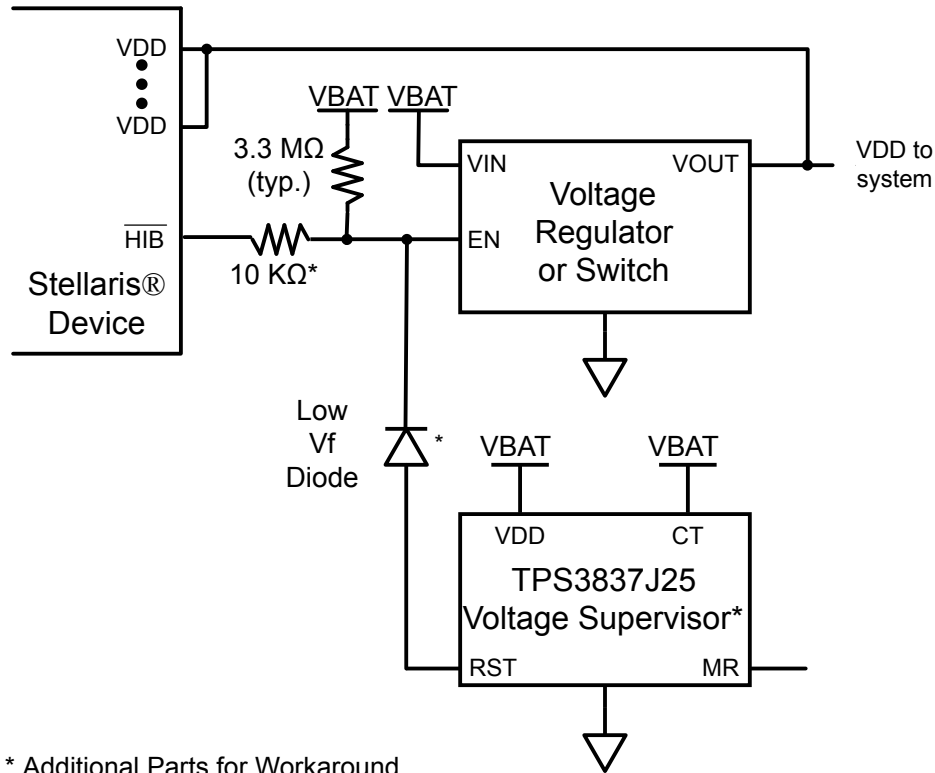 VDD
VDD
HIB
Stellaris®
Device
VBAT
VBAT
3.3 MΩ
(typ.)
10 KΩ*
VIN
VOUT
EN
Voltage
Regulator
or Switch
VDD to
system
Low
Vf
Diode
*
VBAT
VBAT
VDD
CT
TPS3837J25
Voltage Supervisor*
RST
MR
* Additional Parts for Workaround